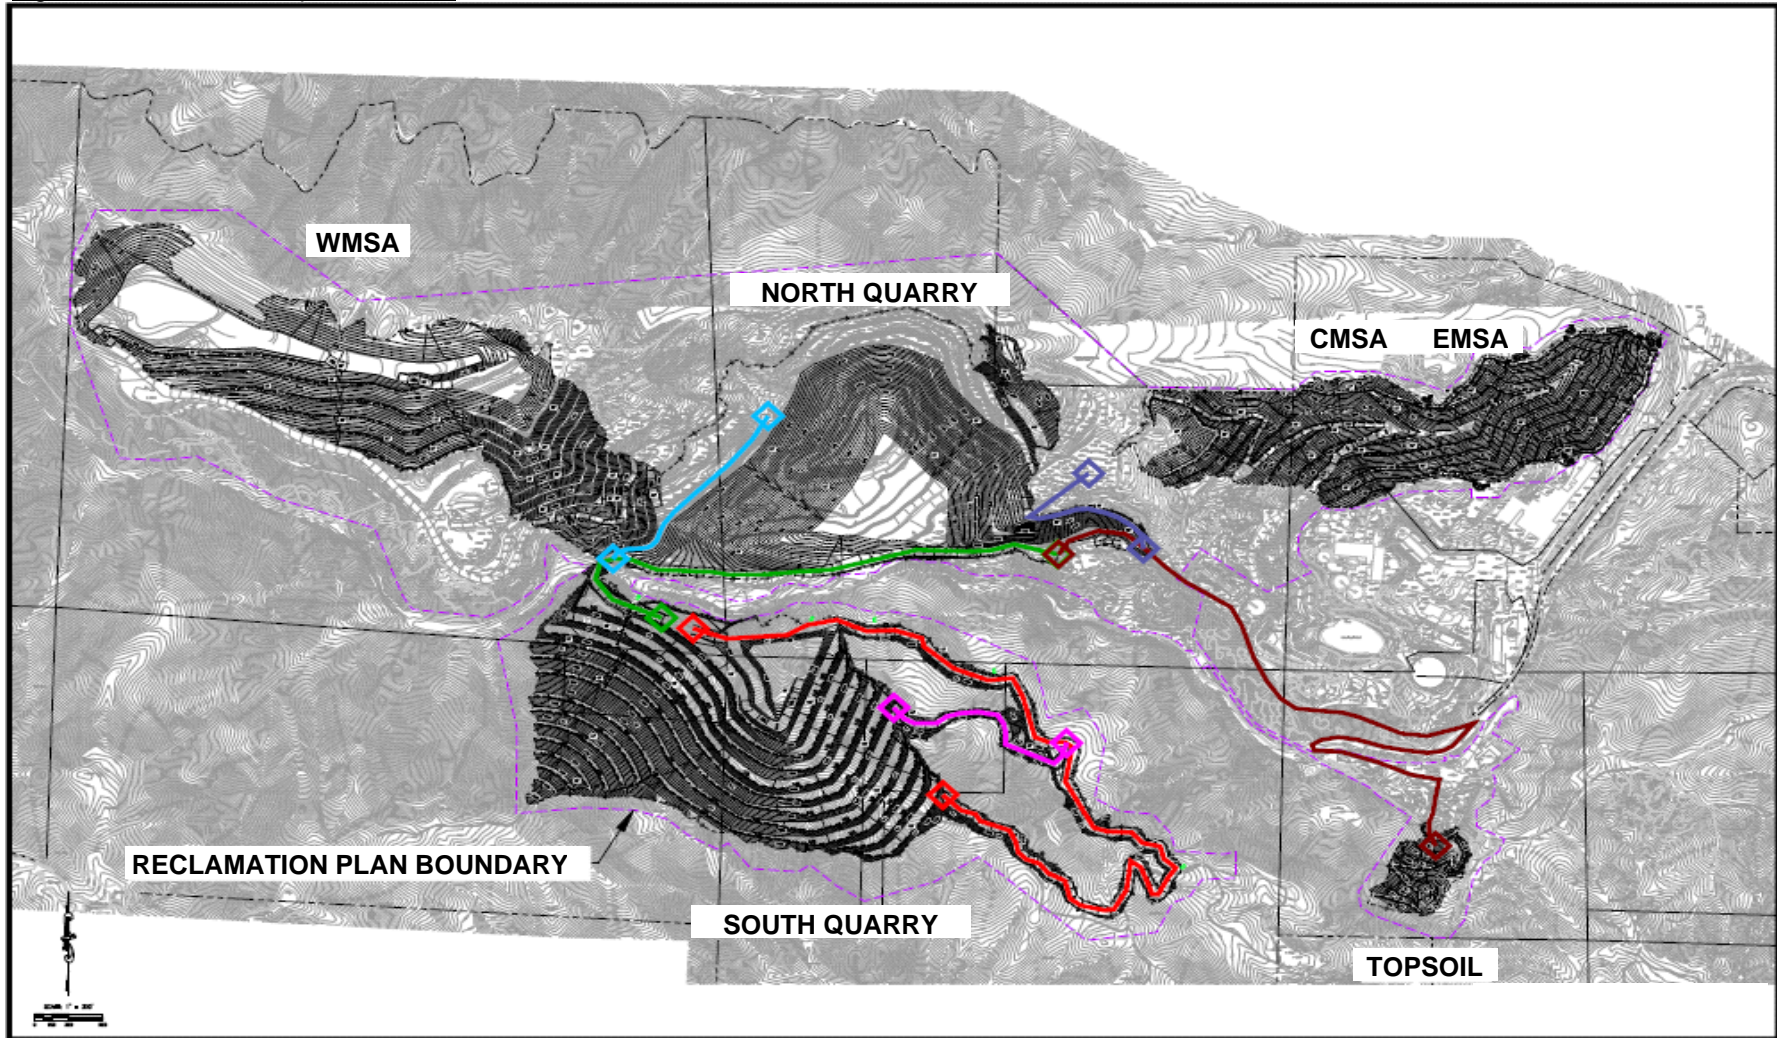 WMSA
NORTH QUARRY
CMSA EMSA
RECLAMATION PLAN BOUNDARY
SOUTH QUARRY
TOPSOIL